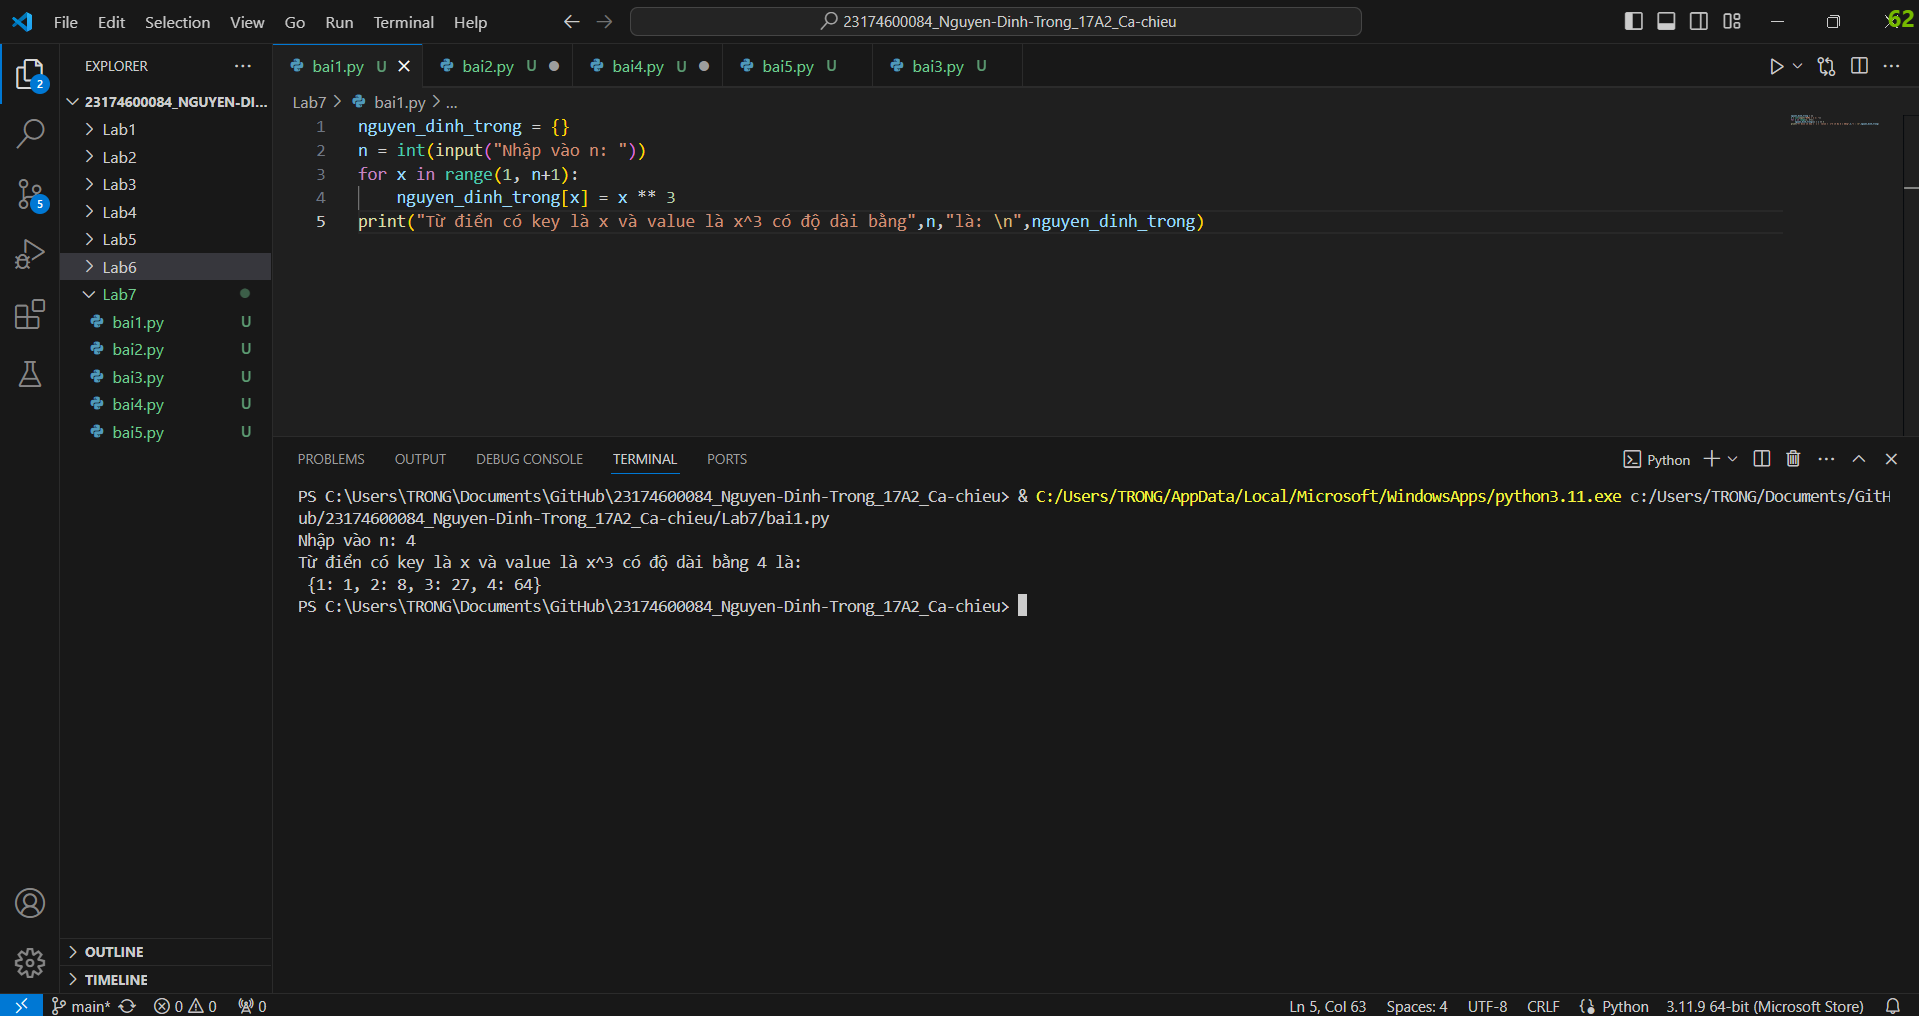 File Edit Selection View Go Run Terminal Help
23174600084_Nguyen-Dinh-Trong_17A2_Ca-chieu
62
EXPLORER
bai1.py U
bai2.py U
bai4.py U
bai5.py U
bai3.py U
2
23174600084_NGUYEN-DI...
Lab1
Lab2
Lab3
Lab4
Lab5
Lab6
Lab7
bai1.py U
bai2.py U
bai3.py U
bai4.py U
bai5.py U
5
Lab7 > bai1.py > ...
1 nguyen_dinh_trong = {}
2 n = int(input("Nhập vào n: "))
3 for x in range(1, n+1):
4 nguyen_dinh_trong[x] = x ** 3
5 print("Từ điển có key là x và value là x^3 có độ dài bằng",n,"là: \n",nguyen_dinh_trong)
PROBLEMS OUTPUT DEBUG CONSOLE TERMINAL PORTS
Python
PS C:\Users\TRONG\Documents\GitHub\23174600084_Nguyen-Dinh-Trong_17A2_Ca-chieu> & C:/Users/TRONG/AppData/Local/Microsoft/WindowsApps/python3.11.exe c:/Users/TRONG/Documents/GitH
ub/23174600084_Nguyen-Dinh-Trong_17A2_Ca-chieu/Lab7/bai1.py
Nhập vào n: 4
Từ điển có key là x và value là x^3 có độ dài bằng 4 là:
{1: 1, 2: 8, 3: 27, 4: 64}
PS C:\Users\TRONG\Documents\GitHub\23174600084_Nguyen-Dinh-Trong_17A2_Ca-chieu>
OUTLINE
TIMELINE
main* 0 0 0
Ln 5, Col 63 Spaces: 4 UTF-8 CRLF Python 3.11.9 64-bit (Microsoft Store)